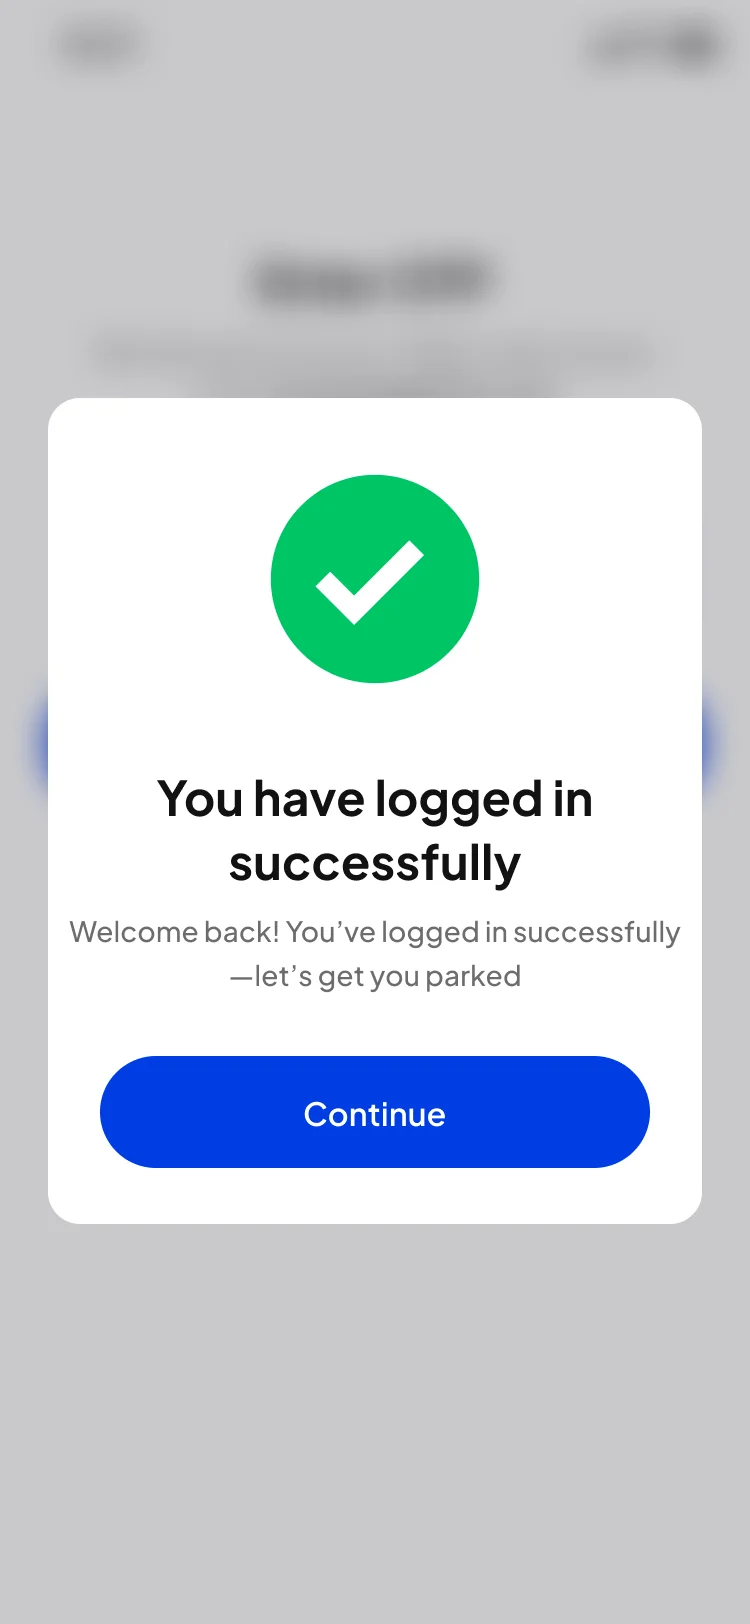 You have logged in
successfully
Welcome back! You’ve logged in successfully
—let’s get you parked
Continue